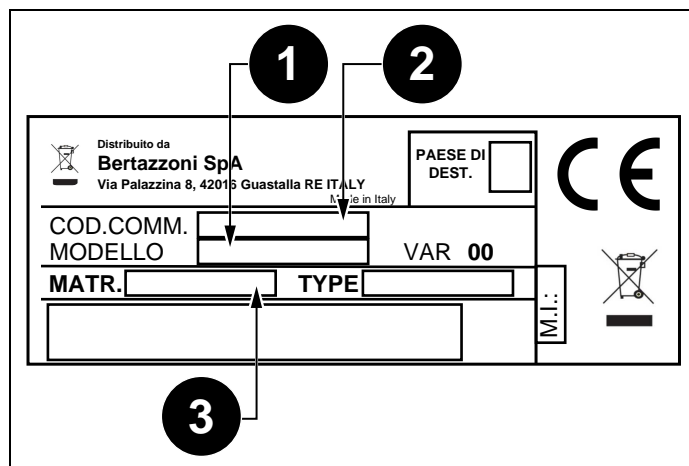 1 2
Distribuito da
Bertazzoni SpA
Via Palazzina 8, 42016 Guastalla RE ITALY
Made in Italy
PAESE DI
DEST.
CE
COD.COMM.
MODELLO
VAR 00
MATR.
TYPE
M.I.:
3